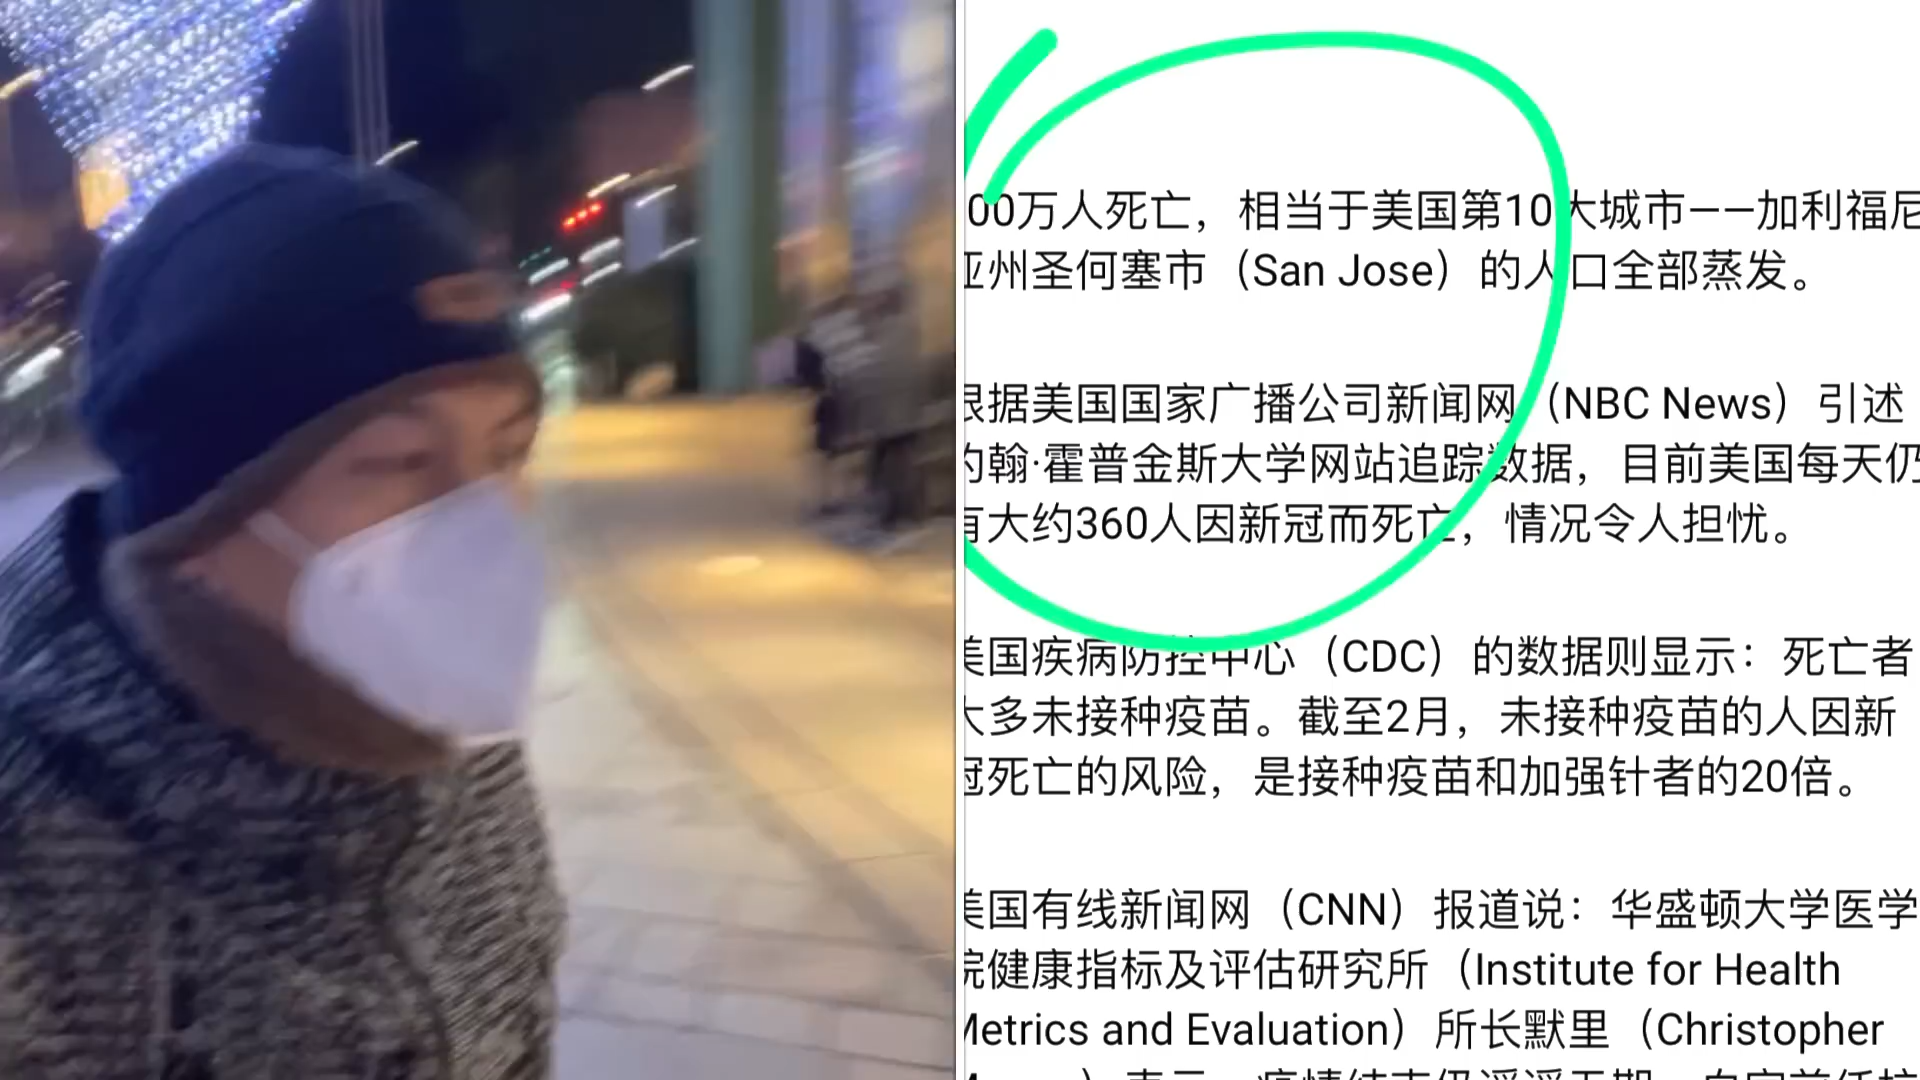 00万人死亡，相当于美国第10大城市——加利福尼
亚州圣何塞市（San Jose）的人口全部蒸发。
根据美国国家广播公司新闻网（NBC News）引述
约翰·霍普金斯大学网站追踪数据，目前美国每天仍
有大约360人因新冠而死亡，情况令人担忧。
美国疾病防控中心（CDC）的数据则显示：死亡者
大多未接种疫苗。截至2月，未接种疫苗的人因新
冠死亡的风险，是接种疫苗和加强针者的20倍。
美国有线新闻网（CNN）报道说：华盛顿大学医学
院健康指标及评估研究所（Institute for Health
Metrics and Evaluation）所长默里（Christopher